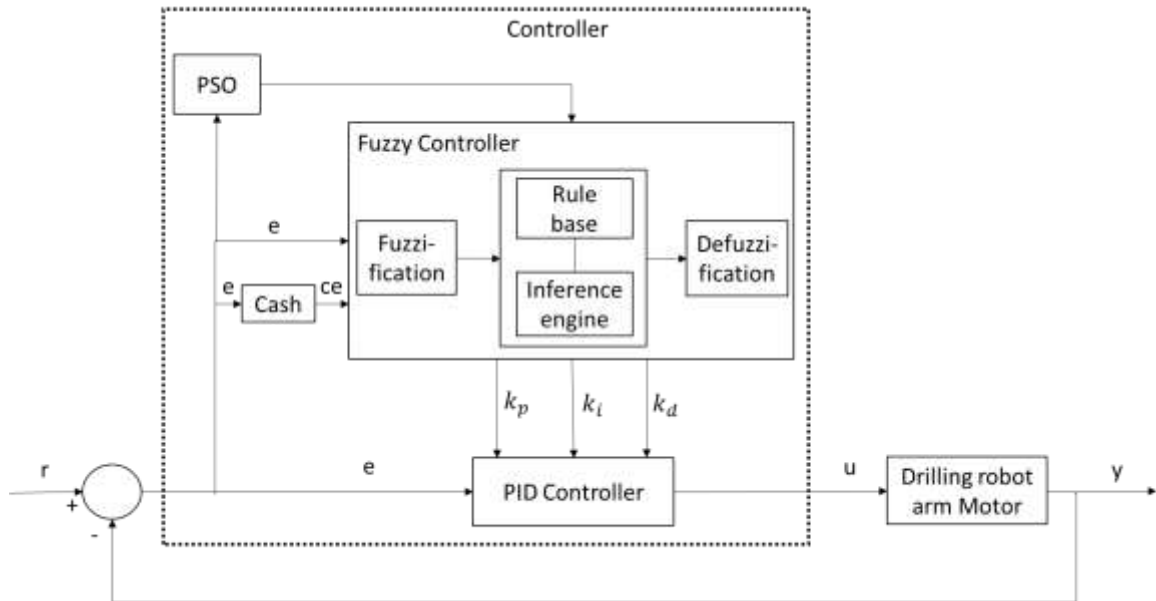 Controller
PSO
Fuzzy Controller
Rule
base
e
Fuzzi-
fication
Defuzzi-
fication
e
Cash
ce
Inference
engine
k_p
k_i
k_d
r
+
-
e
PID Controller
u
Drilling robot
arm Motor
y